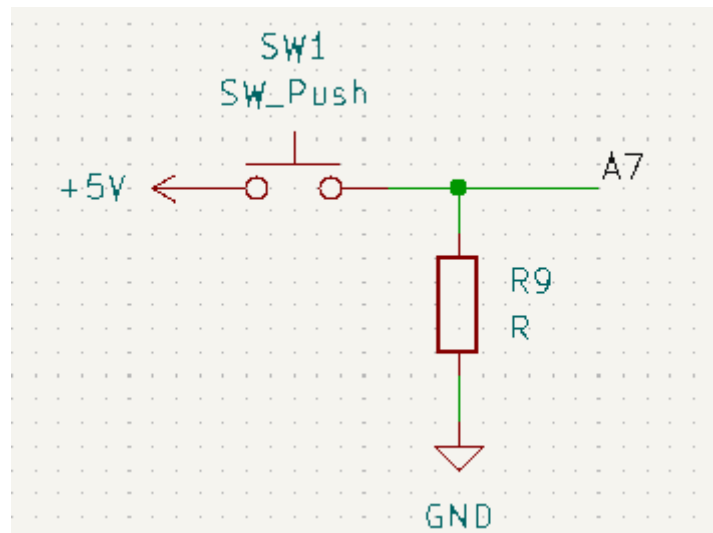 SW1
SW_Push
+5V
A7
R9
R
GND